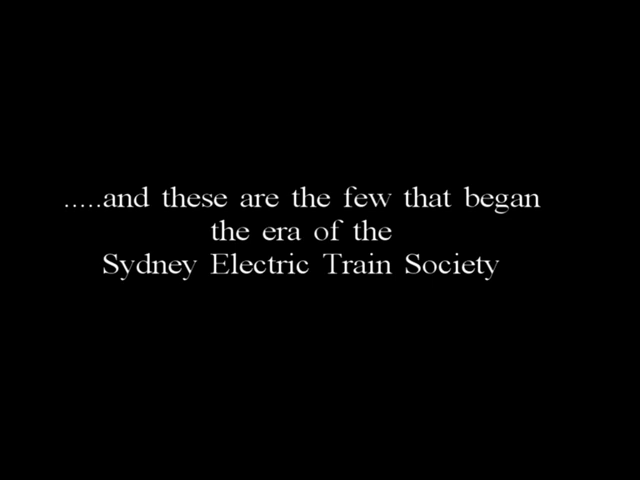 .....and these are the few that began
the era of the
Sydney Electric Train Society